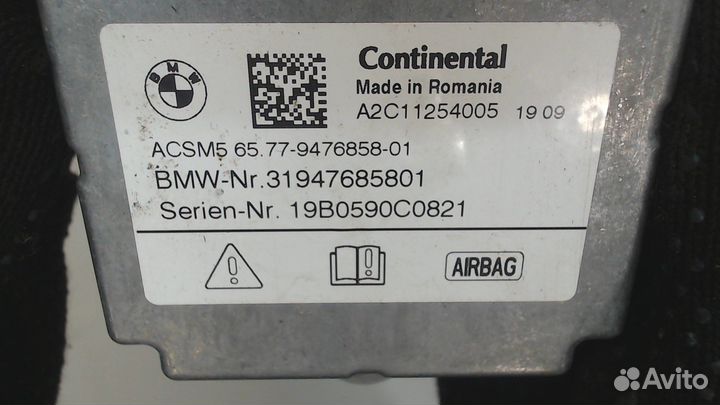 BMW
Continental
Made in Romania
A2C11254005 19 09
ACSM5 65.77-9476858-01
BMW-Nr.31947685801
Serien-Nr. 19B0590C0821
AIRBAG
Avito